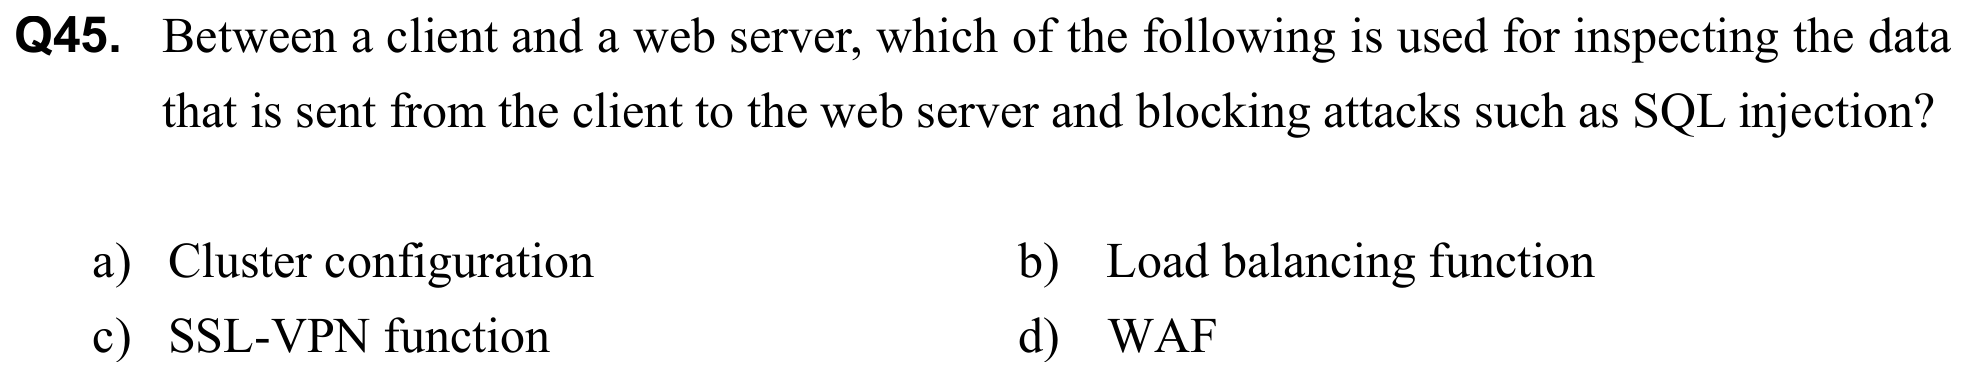 Q45. Between a client and a web server, which of the following is used for inspecting the data
that is sent from the client to the web server and blocking attacks such as SQL injection?
a) Cluster configuration b) Load balancing function
c) SSL-VPN function d) WAF